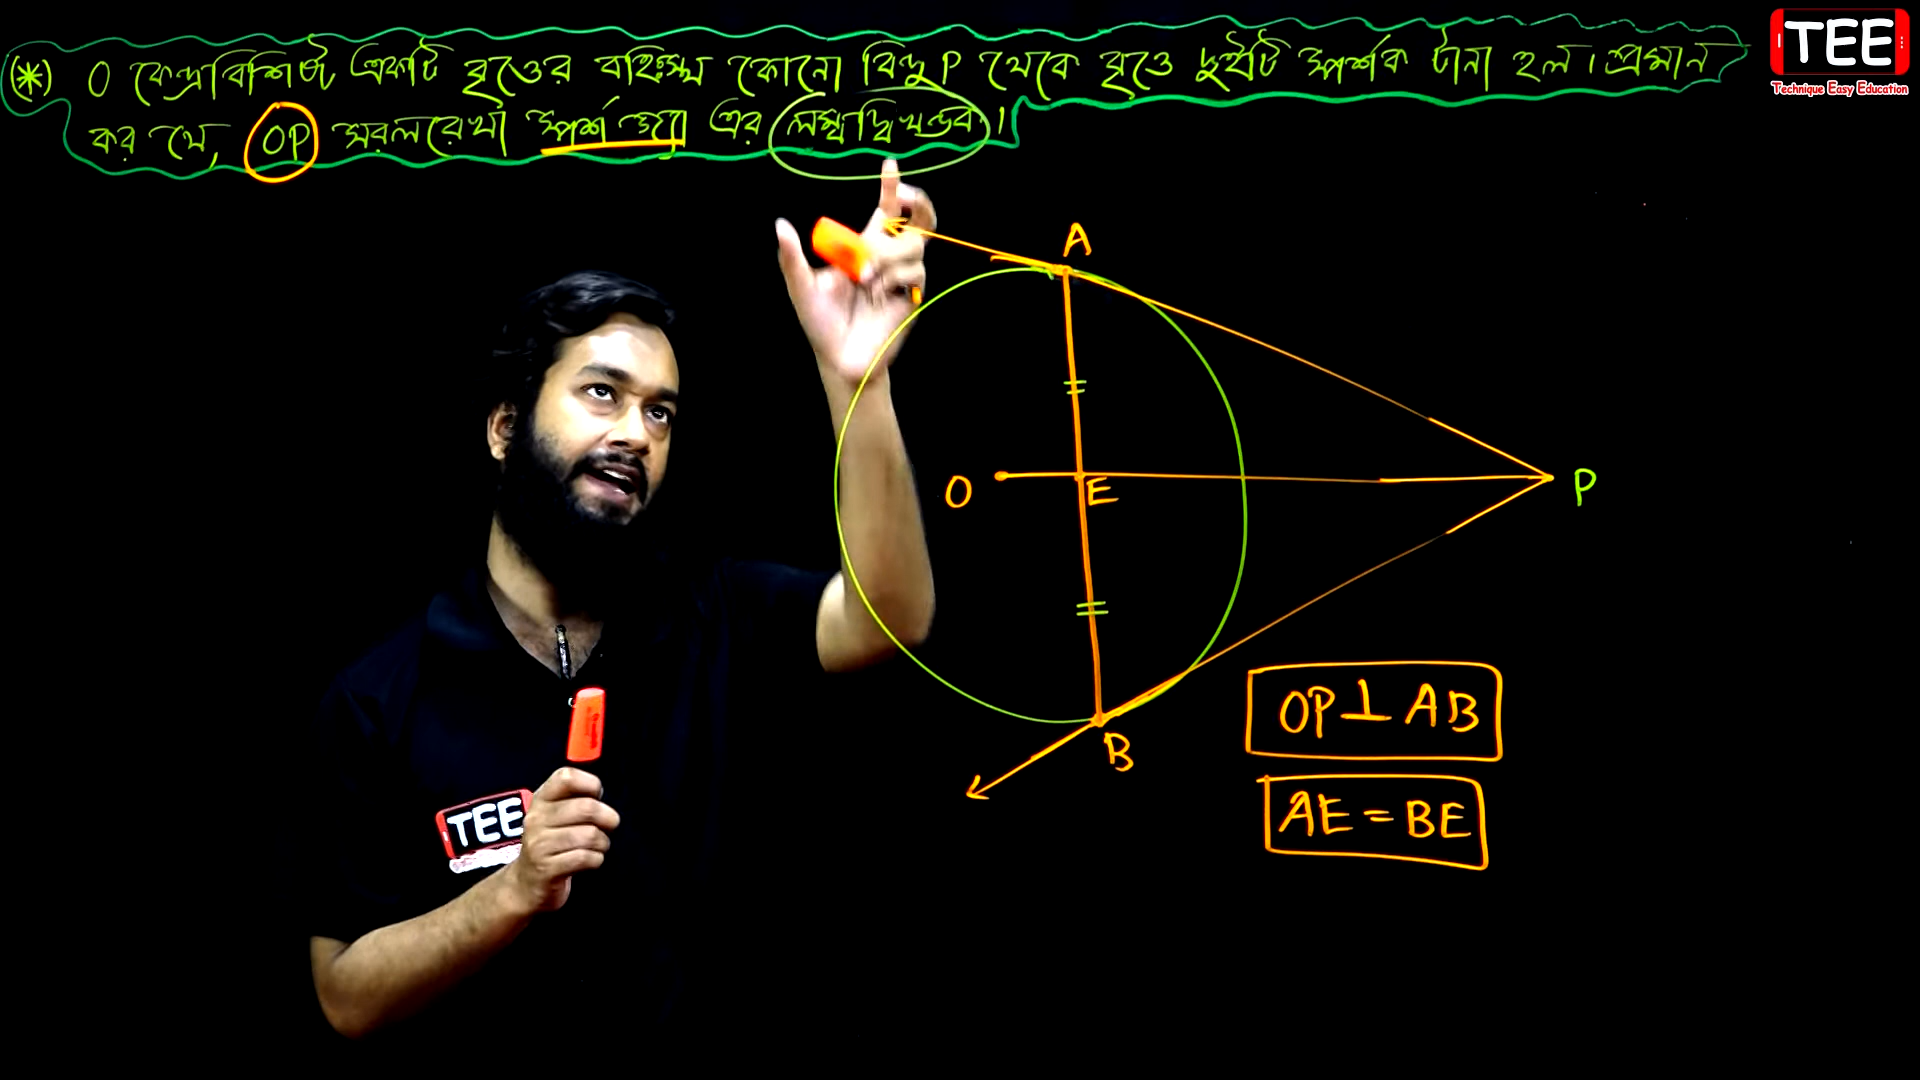 (*) O কেন্দ্রবিশিষ্ট একটি বৃত্তের বহিঃস্থ কোনো বিন্দু P থেকে বৃত্তে দুইটি স্পর্শক টানা হল। প্রমান
কর যে, OP সরলরেখা স্পর্শ জ্যা এর লম্বদ্বিখন্ডক।
TEE
Technique Easy Education
A
O
E
P
B
OP⊥AB
AE=BE
TEE